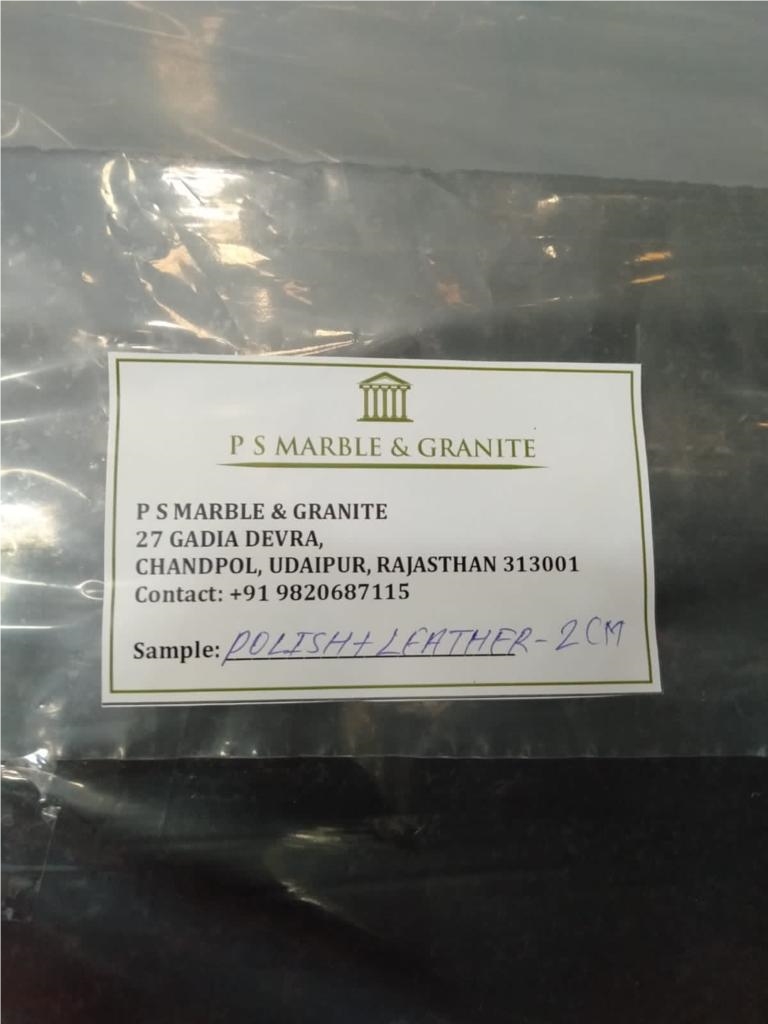 P S MARBLE & GRANITE
P S MARBLE & GRANITE
27 GADIA DEVRA,
CHANDPOL, UDAIPUR, RAJASTHAN 313001
Contact: +91 9820687115
Sample: POLISH+LEATHER-2CM